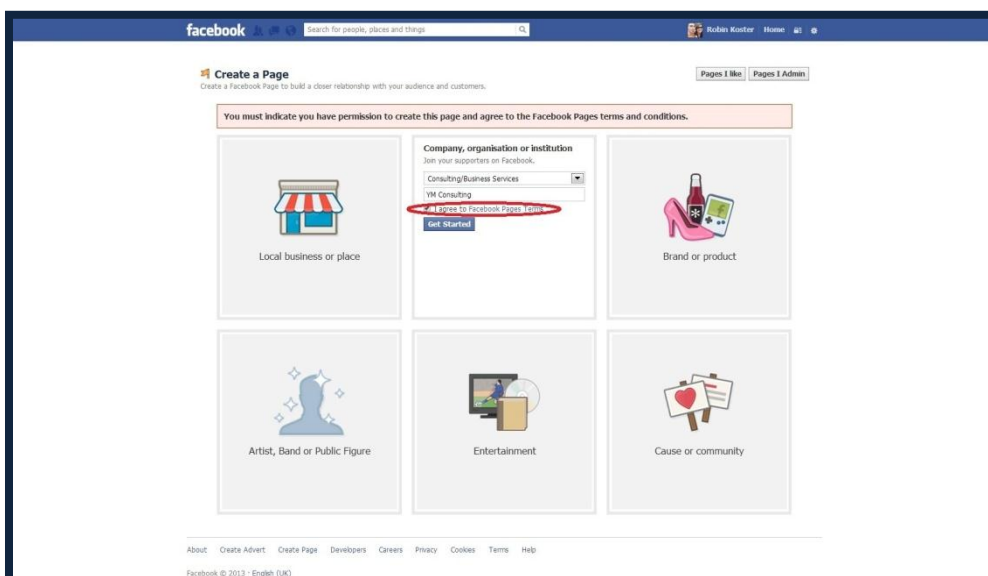 facebook
Search for people, places and things
Robin Koster Home
Create a Page
Create a Facebook Page to build a closer relationship with your audience and customers.
Pages I like Pages I Admin
You must indicate you have permission to create this page and agree to the Facebook Pages terms and conditions.
Company, organisation or institution
Join your supporters on Facebook.
Consulting/Business Services
YM Consulting
I agree to Facebook Pages Terms
Get Started
Local business or place
Brand or product
Artist, Band or Public Figure
Entertainment
Cause or community
About Create Advert Create Page Developers Careers Privacy Cookies Terms Help
Facebook © 2013 · English (UK)